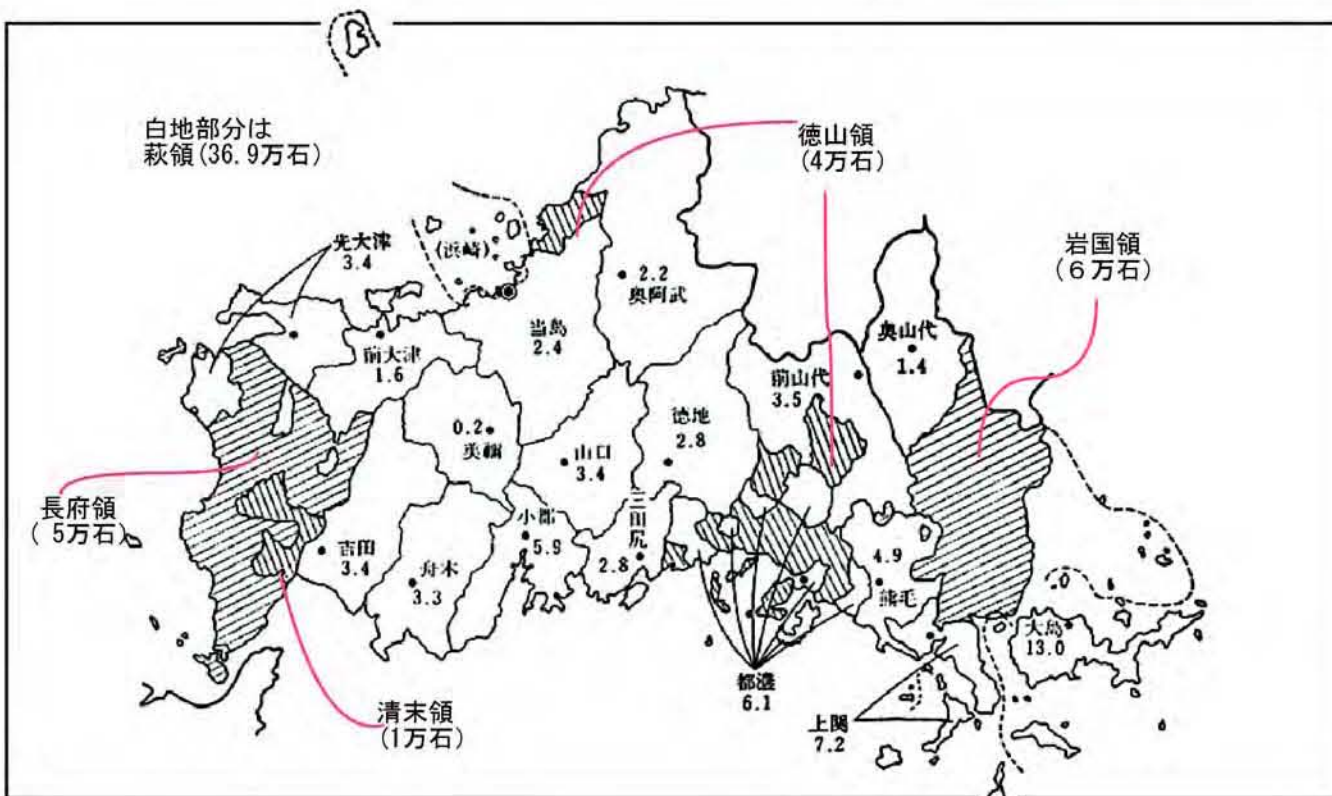 白地部分は
萩領(36.9万石)
徳山領
(4万石)
岩国領
(6万石)
先大津
3.4
(浜崎)
2.2
奥阿武
当島
2.4
前大津
1.6
奥山代
1.4
前山代
3.5
徳地
2.8
0.2
美祢
山口
3.4
長府領
(5万石)
吉田
3.4
舟木
3.3
小郡
5.9
三田尻
2.8
4.9
熊毛
大島
13.0
都濃
6.1
上関
7.2
清末領
(1万石)